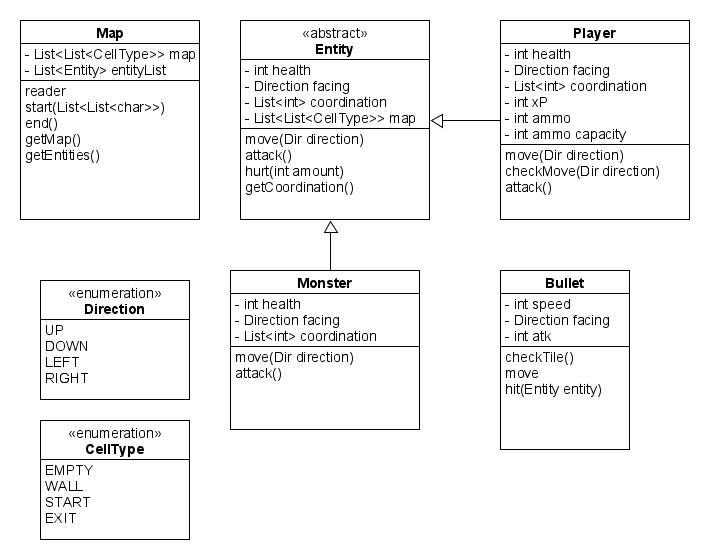 Map
- List<List<CellType>> map
- List<Entity> entityList
reader
start(List<List<char>>)
end()
getMap()
getEntities()
«abstract»
Entity
- int health
- Direction facing
- List<int> coordination
- List<List<CellType>> map
move(Dir direction)
attack()
hurt(int amount)
getCoordination()
Player
- int health
- Direction facing
- List<int> coordination
- int xP
- int ammo
- int ammo capacity
move(Dir direction)
checkMove(Dir direction)
attack()
«enumeration»
Direction
UP
DOWN
LEFT
RIGHT
Monster
- int health
- Direction facing
- List<int> coordination
move(Dir direction)
attack()
Bullet
- int speed
- Direction facing
- int atk
checkTile()
move
hit(Entity entity)
«enumeration»
CellType
EMPTY
WALL
START
EXIT